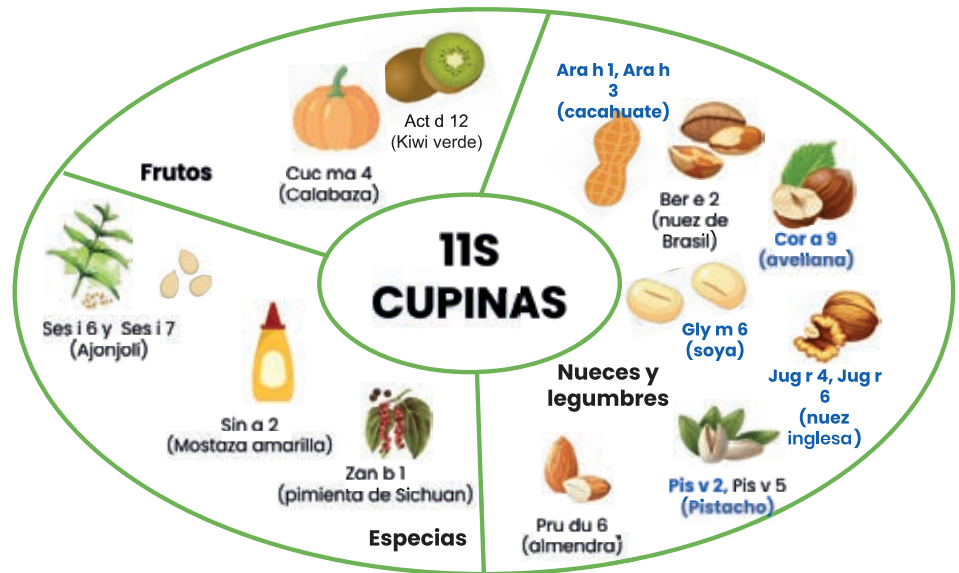 11S
CUPINAS
Frutos
Cuc ma 4
(Calabaza)
Act d 12
(Kiwi verde)
Ara h 1, Ara h
3
(cacahuate)
Ber e 2
(nuez de
Brasil)
Cor a 9
(avellana)
Gly m 6
(soya)
Jug r 4, Jug r
6
(nuez
inglesa)
Nueces y
legumbres
Pis v 2, Pis v 5
(Pistacho)
Pru du 6
(almendra)
Ses i 6 y Ses i 7
(Ajonjolí)
Sin a 2
(Mostaza amarilla)
Zan b 1
(pimienta de Sichuan)
Especias